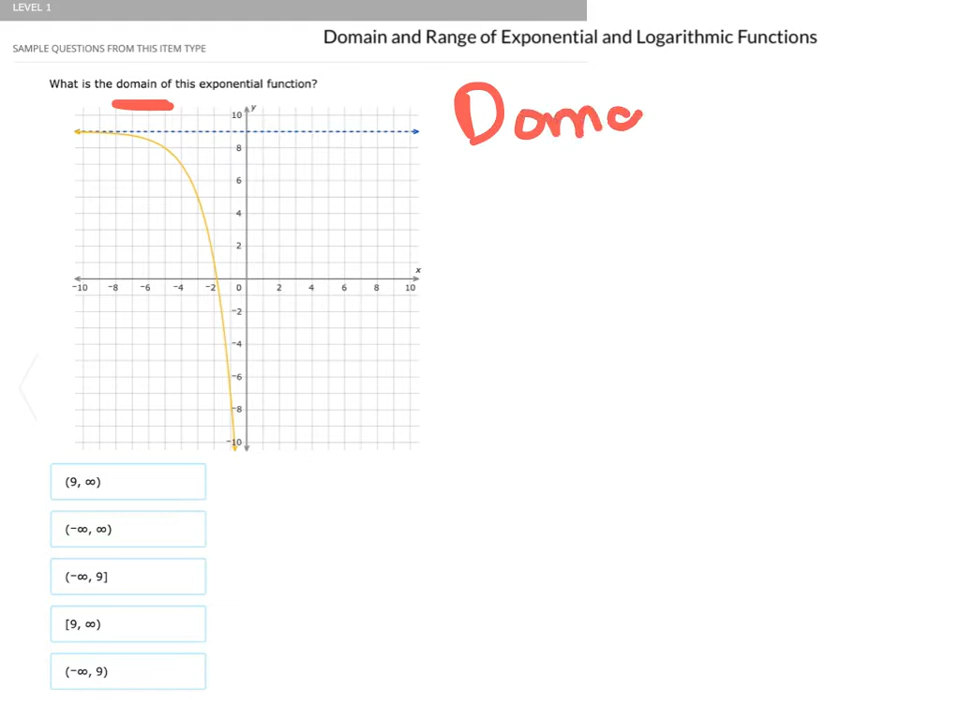 LEVEL 1
Domain and Range of Exponential and Logarithmic Functions
SAMPLE QUESTIONS FROM THIS ITEM TYPE
What is the domain of this exponential function?
Doma
y
10
8
6
4
2
x
-10 -8 -6 -4 -2 0 2 4 6 8 10
-2
-4
-6
-8
-10
(9, ∞)
(-∞, ∞)
(-∞, 9]
[9, ∞)
(-∞, 9)